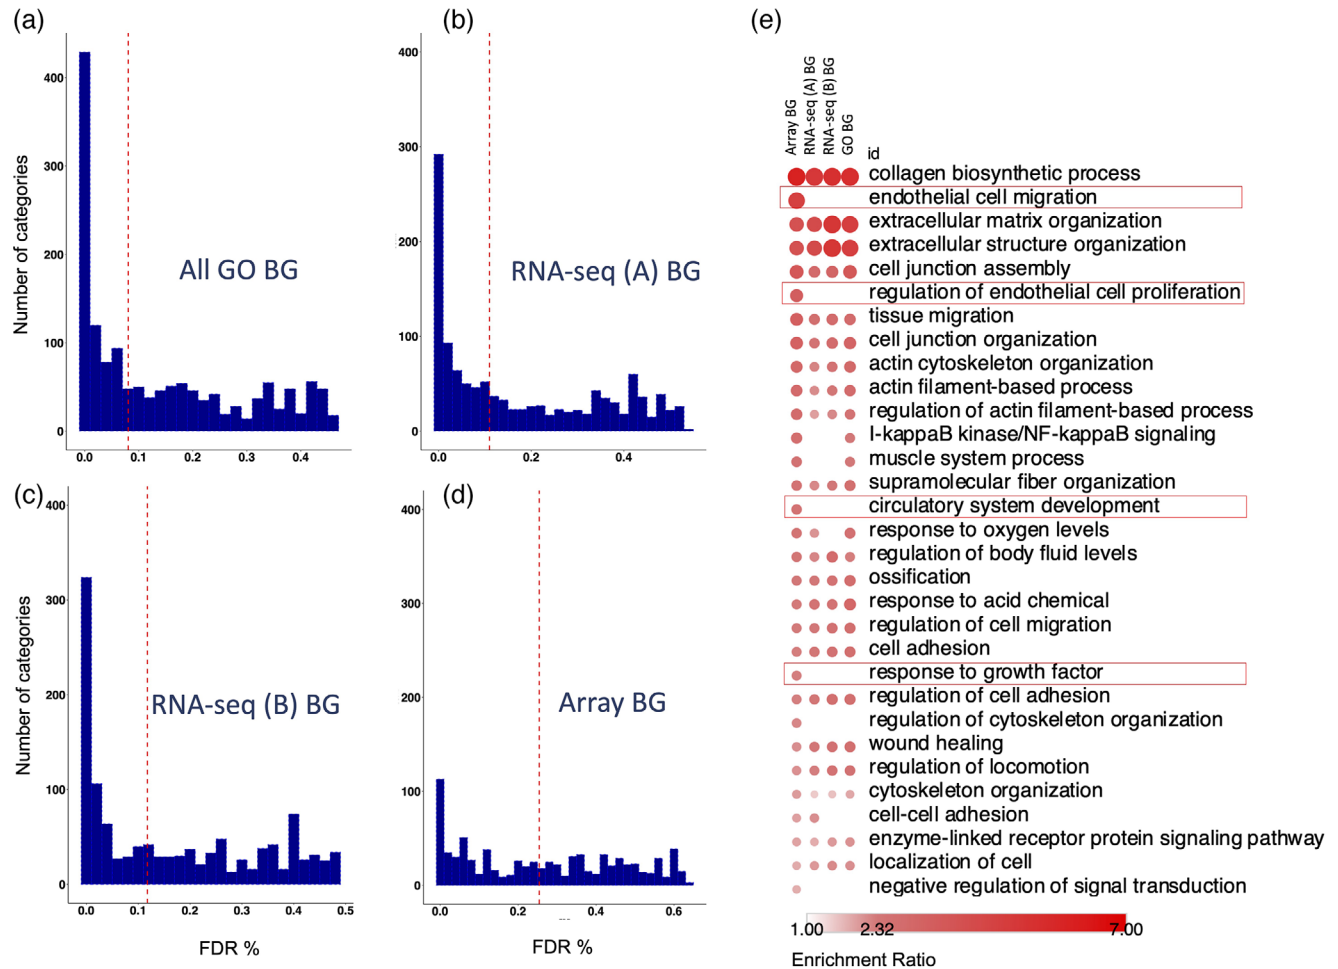 (a)
400
300
200
100
0
Number of categories
All GO BG
0.0 0.1 0.2 0.3 0.4
(b)
400
300
200
100
0
RNA-seq (A) BG
0.0 0.2 0.4
(c)
400
300
200
100
0
Number of categories
RNA-seq (B) BG
0.0 0.1 0.2 0.3 0.4 0.5
FDR %
(d)
400
300
200
100
0
Array BG
0.0 0.2 0.4 0.6
FDR %
(e)
Array BG
RNA-seq (A) BG
RNA-seq (B) BG
GO BG
id
collagen biosynthetic process
endothelial cell migration
extracellular matrix organization
extracellular structure organization
cell junction assembly
regulation of endothelial cell proliferation
tissue migration
cell junction organization
actin cytoskeleton organization
actin filament-based process
regulation of actin filament-based process
I-kappaB kinase/NF-kappaB signaling
muscle system process
supramolecular fiber organization
circulatory system development
response to oxygen levels
regulation of body fluid levels
ossification
response to acid chemical
regulation of cell migration
cell adhesion
response to growth factor
regulation of cell adhesion
regulation of cytoskeleton organization
wound healing
regulation of locomotion
cytoskeleton organization
cell-cell adhesion
enzyme-linked receptor protein signaling pathway
localization of cell
negative regulation of signal transduction
1.00 2.32 7.00
Enrichment Ratio